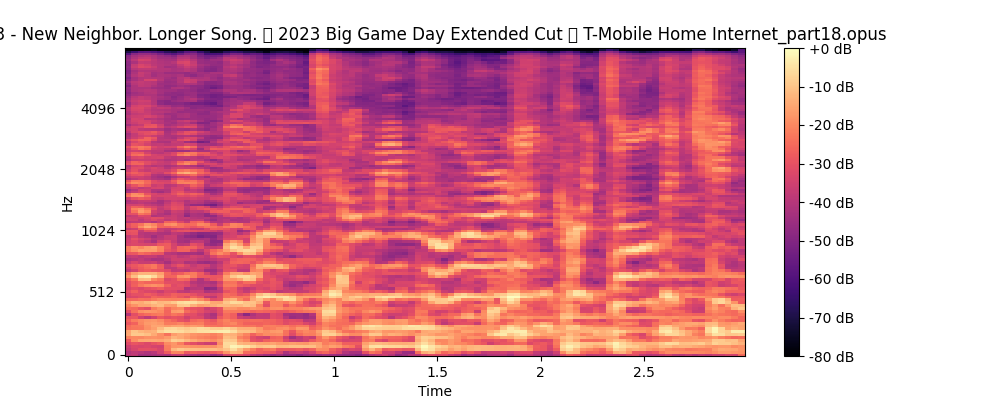 3 - New Neighbor. Longer Song. 2023 Big Game Day Extended Cut T-Mobile Home Internet_part18.opus
+0 dB
4096
-10 dB
-20 dB
2048
-30 dB
Hz
-40 dB
1024
-50 dB
512
-60 dB
-70 dB
0
-80 dB
0
0.5
1
1.5
2
2.5
Time